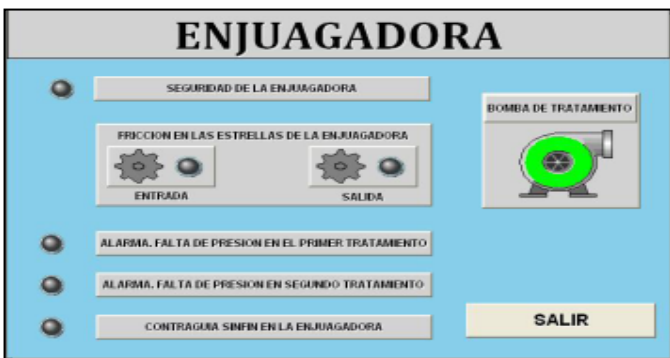 ENJUAGADORA
SEGURIDAD DE LA ENJUAGADORA
BOMBA DE TRATAMIENTO
FRICCION EN LAS ESTRELLAS DE LA ENJUAGADORA
ENTRADA
SALIDA
ALARMA. FALTA DE PRESION EN EL PRIMER TRATAMIENTO
ALARMA. FALTA DE PRESION EN SEGUNDO TRATAMIENTO
CONTRAGUIA SINFIN EN LA ENJUAGADORA
SALIR